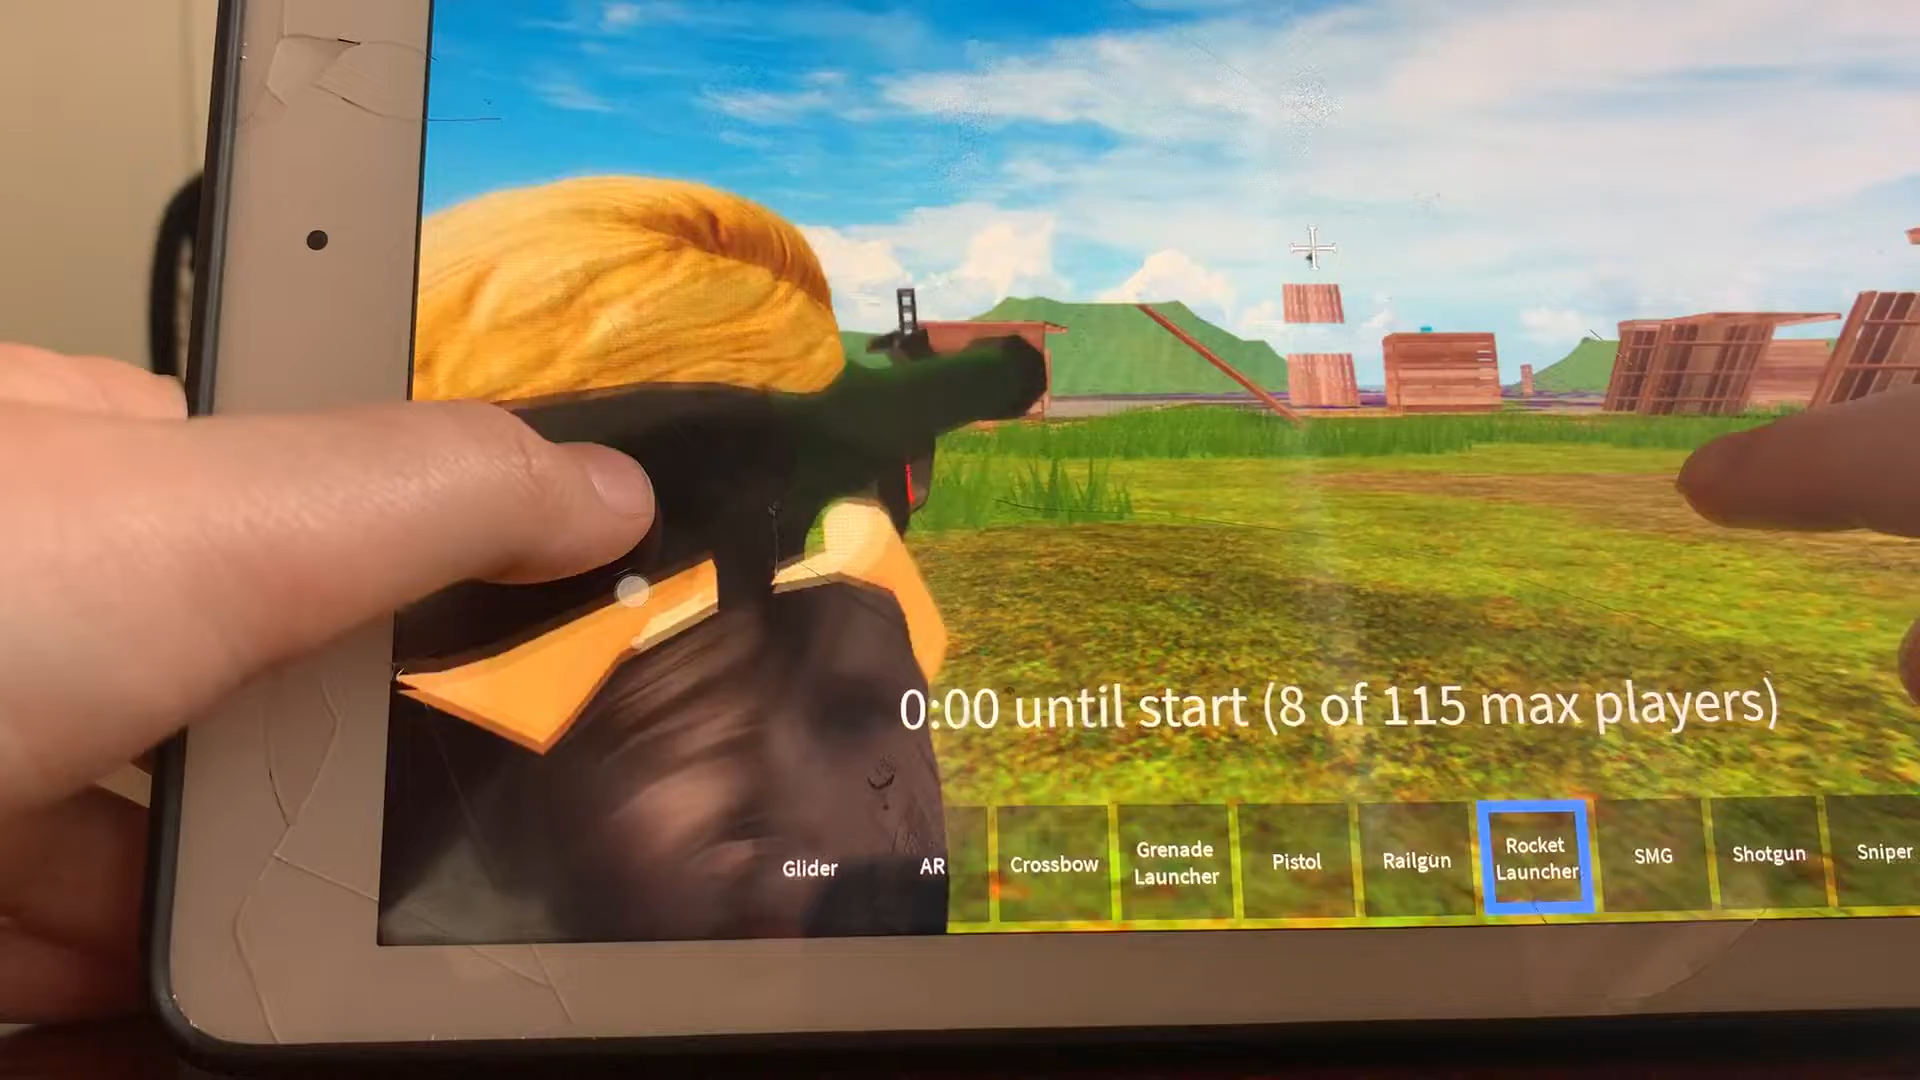 0:00 until start (8 of 115 max players)
Glider
AR
Crossbow
Grenade
Launcher
Pistol
Railgun
Rocket
Launcher
SMG
Shotgun
Sniper